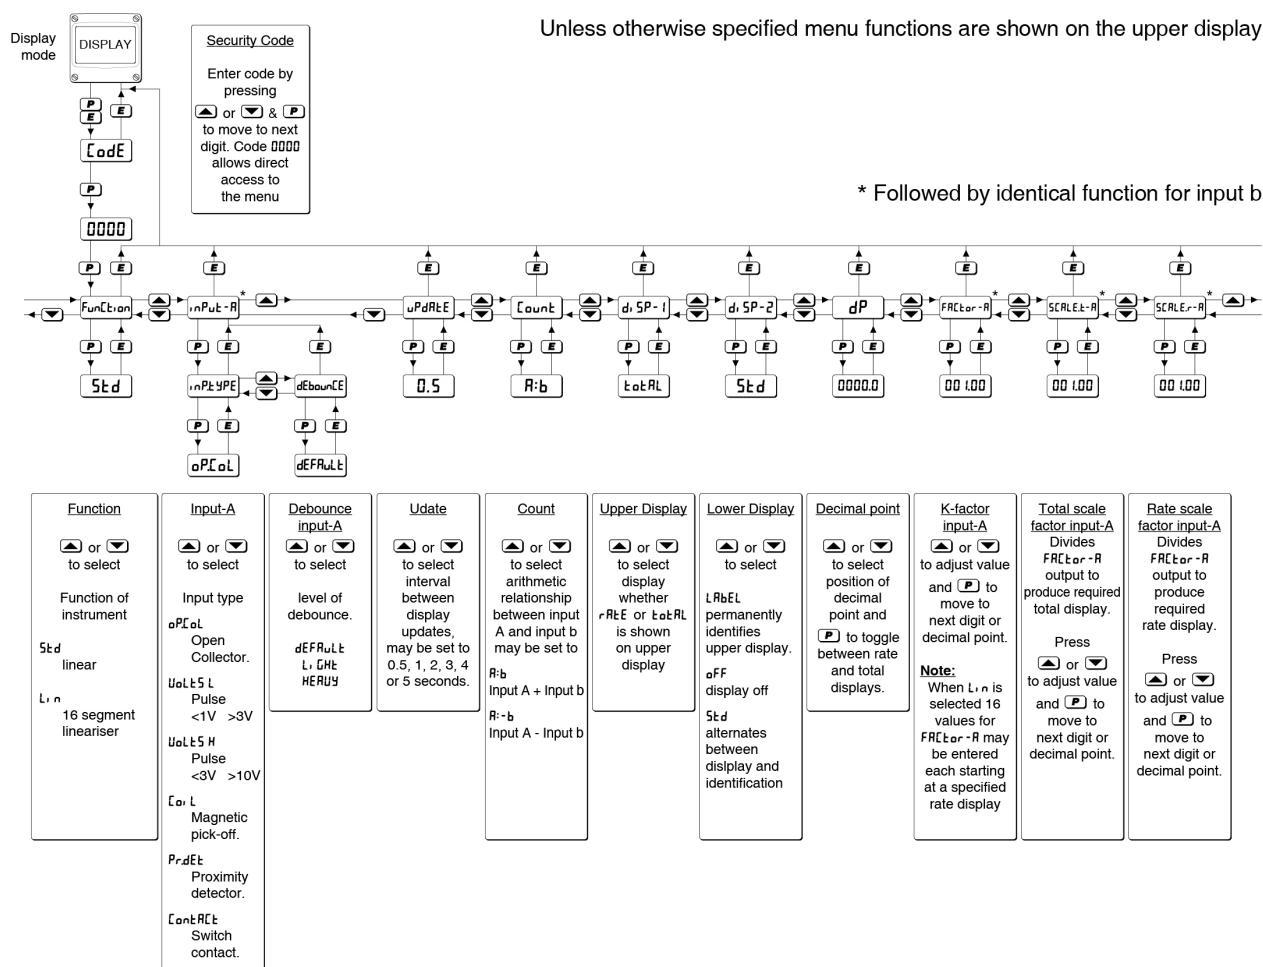 Unless otherwise specified menu functions are shown on the upper display
Display
mode
DISPLAY
Security Code
Enter code by
pressing
or & P
to move to next
digit. Code 0000
allows direct
access to
the menu
P
E
E
CodE
P
* Followed by identical function for input b
0000
P E E E E E E E E E E
FunCtion inPut-A * uPdAtE Count diSP-1 diSP-2 dP FACtor-A * SCALE.t-A * SCALE.r-A *
P E P E E P E P E P E P E P E P E P E P E
Std inP.tYPE dEbounCE 0.5 A:b totAL Std 0000.0 001.00 001.00 001.00
P E P E
oP.CoL dEFAuLt
Function
or
to select
Function of
instrument
Std
linear
Lin
16 segment
lineariser
Input-A
or
to select
Input type
oP.CoL
Open
Collector.
VoLtS L
Pulse
<1V >3V
VoLtS H
Pulse
<3V >10V
CoiL
Magnetic
pick-off.
Pr.dEt
Proximity
detector.
ContACt
Switch
contact.
Debounce
input-A
or
to select
level of
debounce.
dEFAuLt
LiGHt
HEAVY
Udate
or
to select
interval
between
display
updates,
may be set to
0.5, 1, 2, 3, 4
or 5 seconds.
Count
or
to select
arithmetic
relationship
between input
A and input b
may be set to
A:b
Input A + Input b
A:-b
Input A - Input b
Upper Display
or
to select
display
whether
rAtE or totAL
is shown
on upper
display
Lower Display
or
to select
LAbEL
permanently
identifies
upper display.
oFF
display off
Std
alternates
between
dislplay and
identification
Decimal point
or
to select
position of
decimal
point and
P to toggle
between rate
and total
displays.
K-factor
input-A
or
to adjust value
and P to
move to
next digit or
decimal point.
Note:
When Lin is
selected 16
values for
FACtor-A may
be entered
each starting
at a specified
rate display
Total scale
factor input-A
Divides
FACtor-A
output to
produce required
total display.
Press
or
to adjust value
and P to
move to
next digit or
decimal point.
Rate scale
factor input-A
Divides
FACtor-A
output to
produce
required
rate display.
Press
or
to adjust value
and P to
move to
next digit or
decimal point.